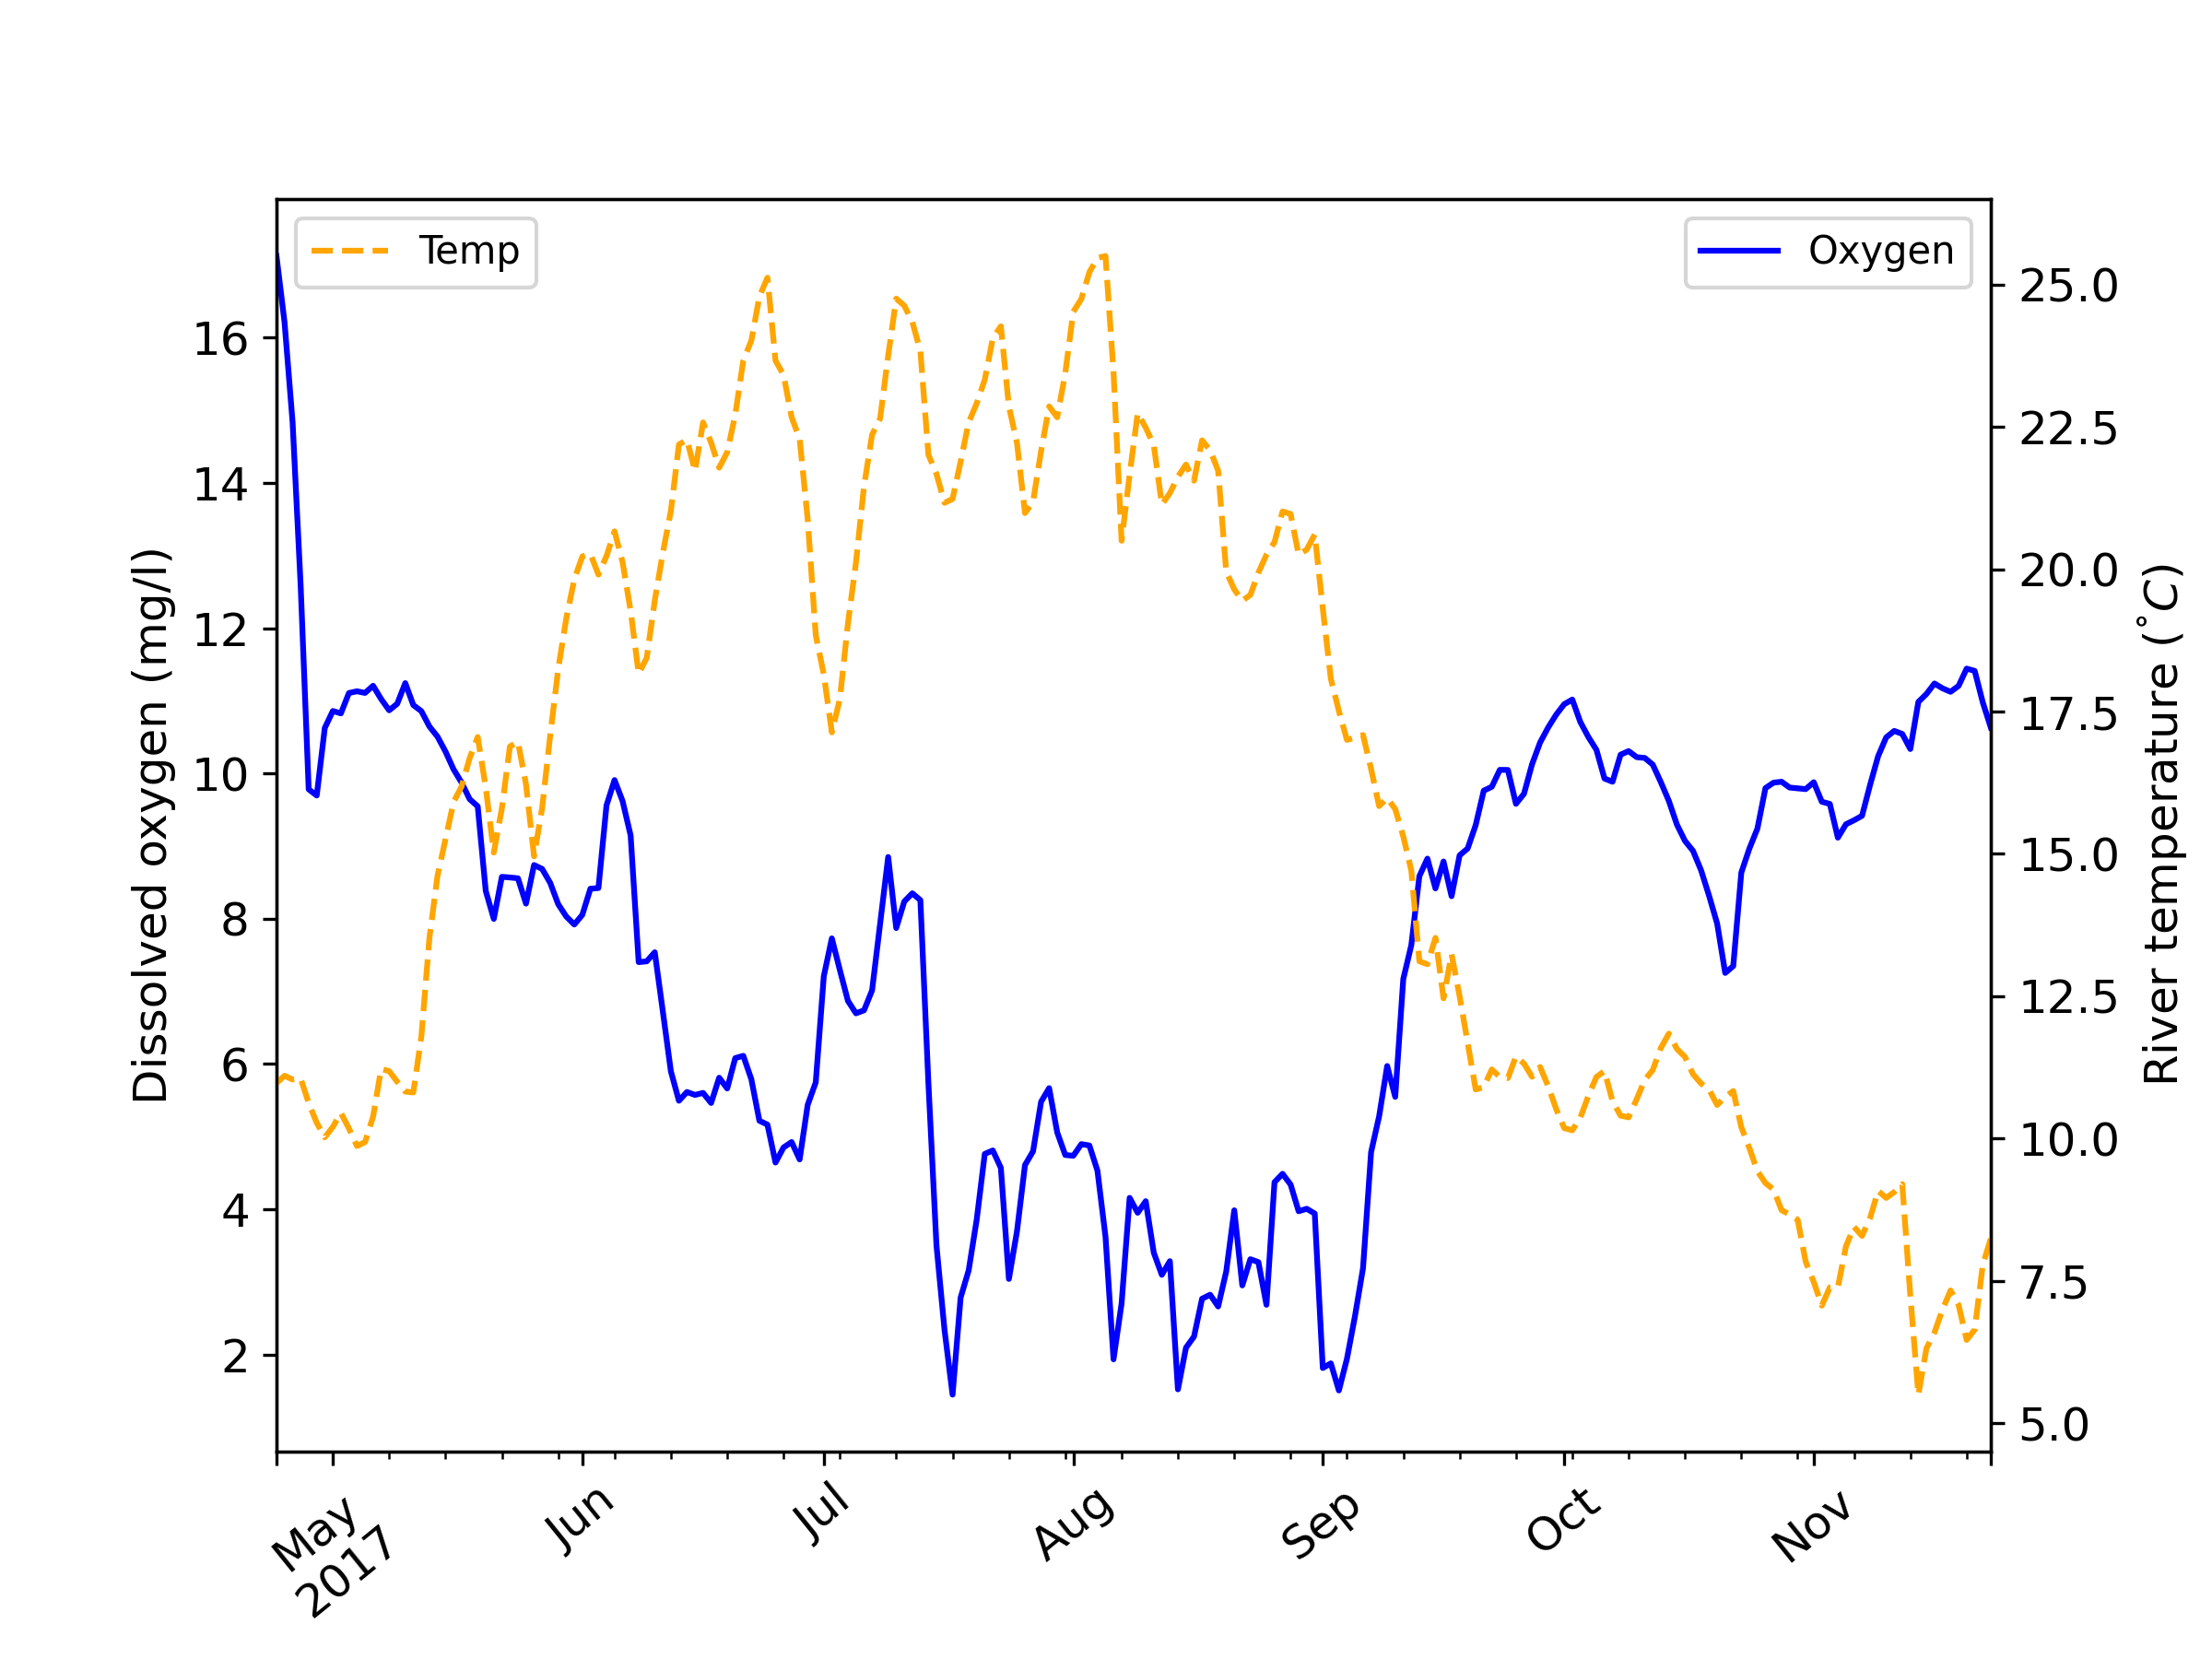 Temp
Oxygen
Dissolved oxygen (mg/l)
16
14
12
10
8
6
4
2
25.0
22.5
20.0
17.5
15.0
12.5
10.0
7.5
5.0
River temperature (°C)
May
2017
Jun
Jul
Aug
Sep
Oct
Nov